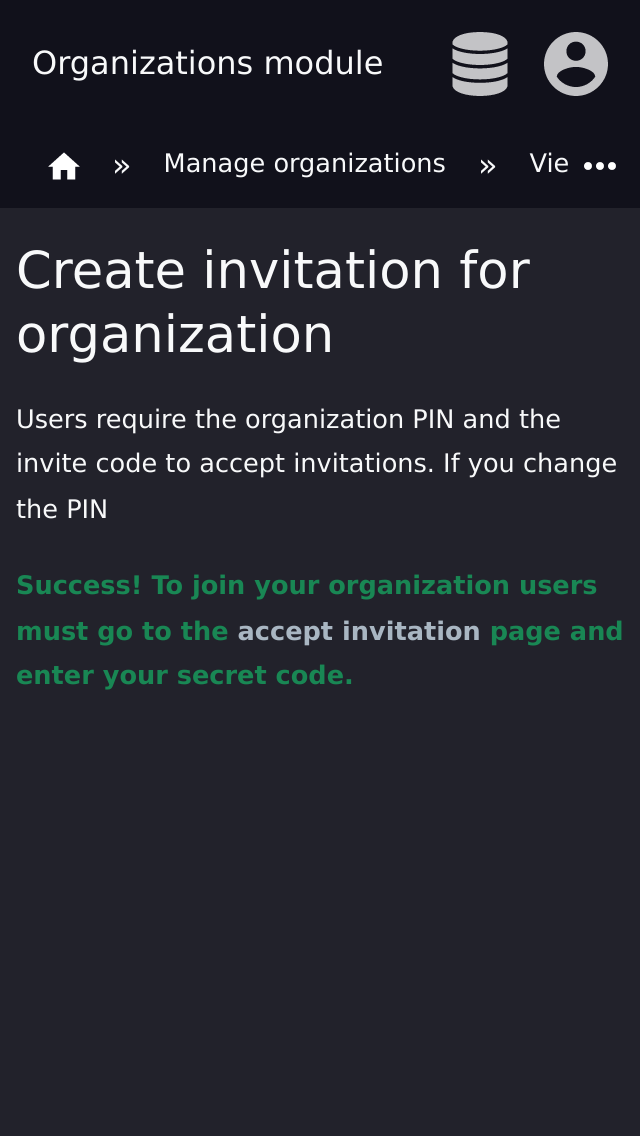 Organizations module
» Manage organizations » Vie •••
Create invitation for
organization
Users require the organization PIN and the
invite code to accept invitations. If you change
the PIN
Success! To join your organization users
must go to the accept invitation page and
enter your secret code.